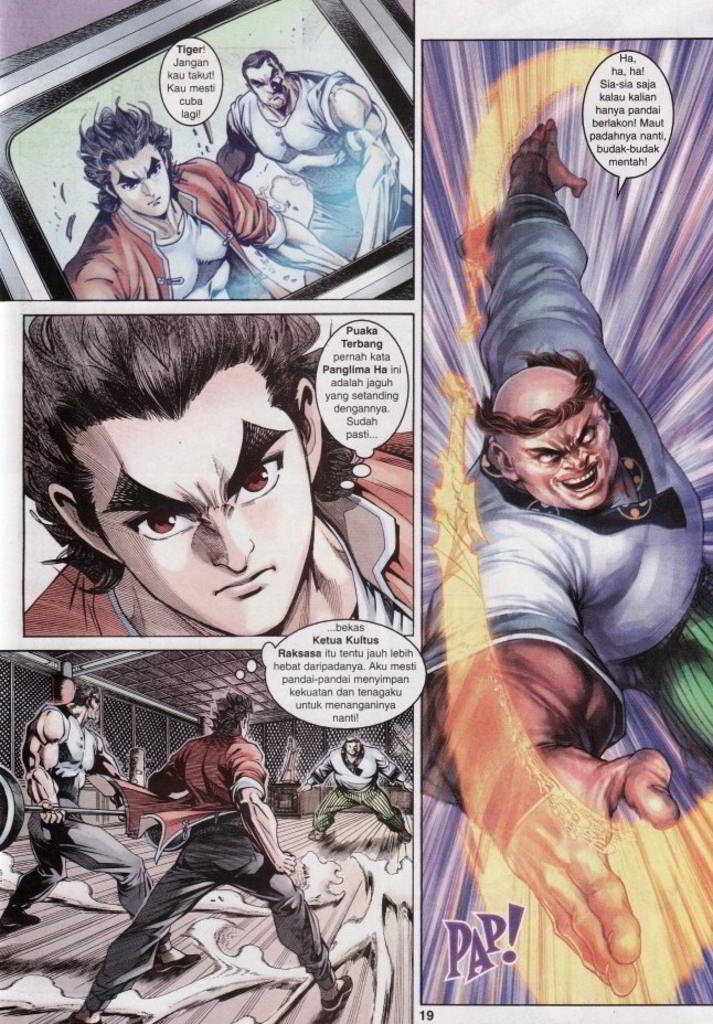 Tiger!
Jangan
kau takut!
Kau mesti
cuba
lagi!
Puaka
Terbang
pernah kata
Panglima Ha ini
adalah jaguh
yang setanding
dengannya.
Sudah
pasti...
...bekas
Ketua Kultus
Raksasa itu tentu jauh lebih
hebat daripadanya. Aku mesti
pandai-pandai menyimpan
kekuatan dan tenagaku
untuk menanganinya
nanti!
Ha,
ha, ha!
Sia-sia saja
kalau kalian
hanya pandai
berlakon! Maut
padahnya nanti,
budak-budak
mentah!
PAP!
19